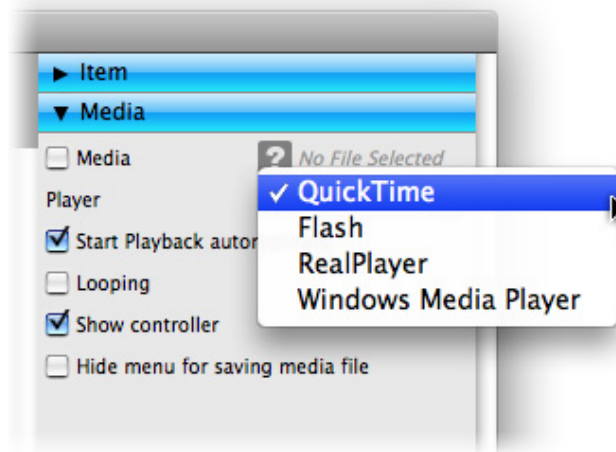 Item
Media
Media ? No File Selected
Player
QuickTime
Start Playback autor
Flash
RealPlayer
Looping
Windows Media Player
Show controller
Hide menu for saving media file